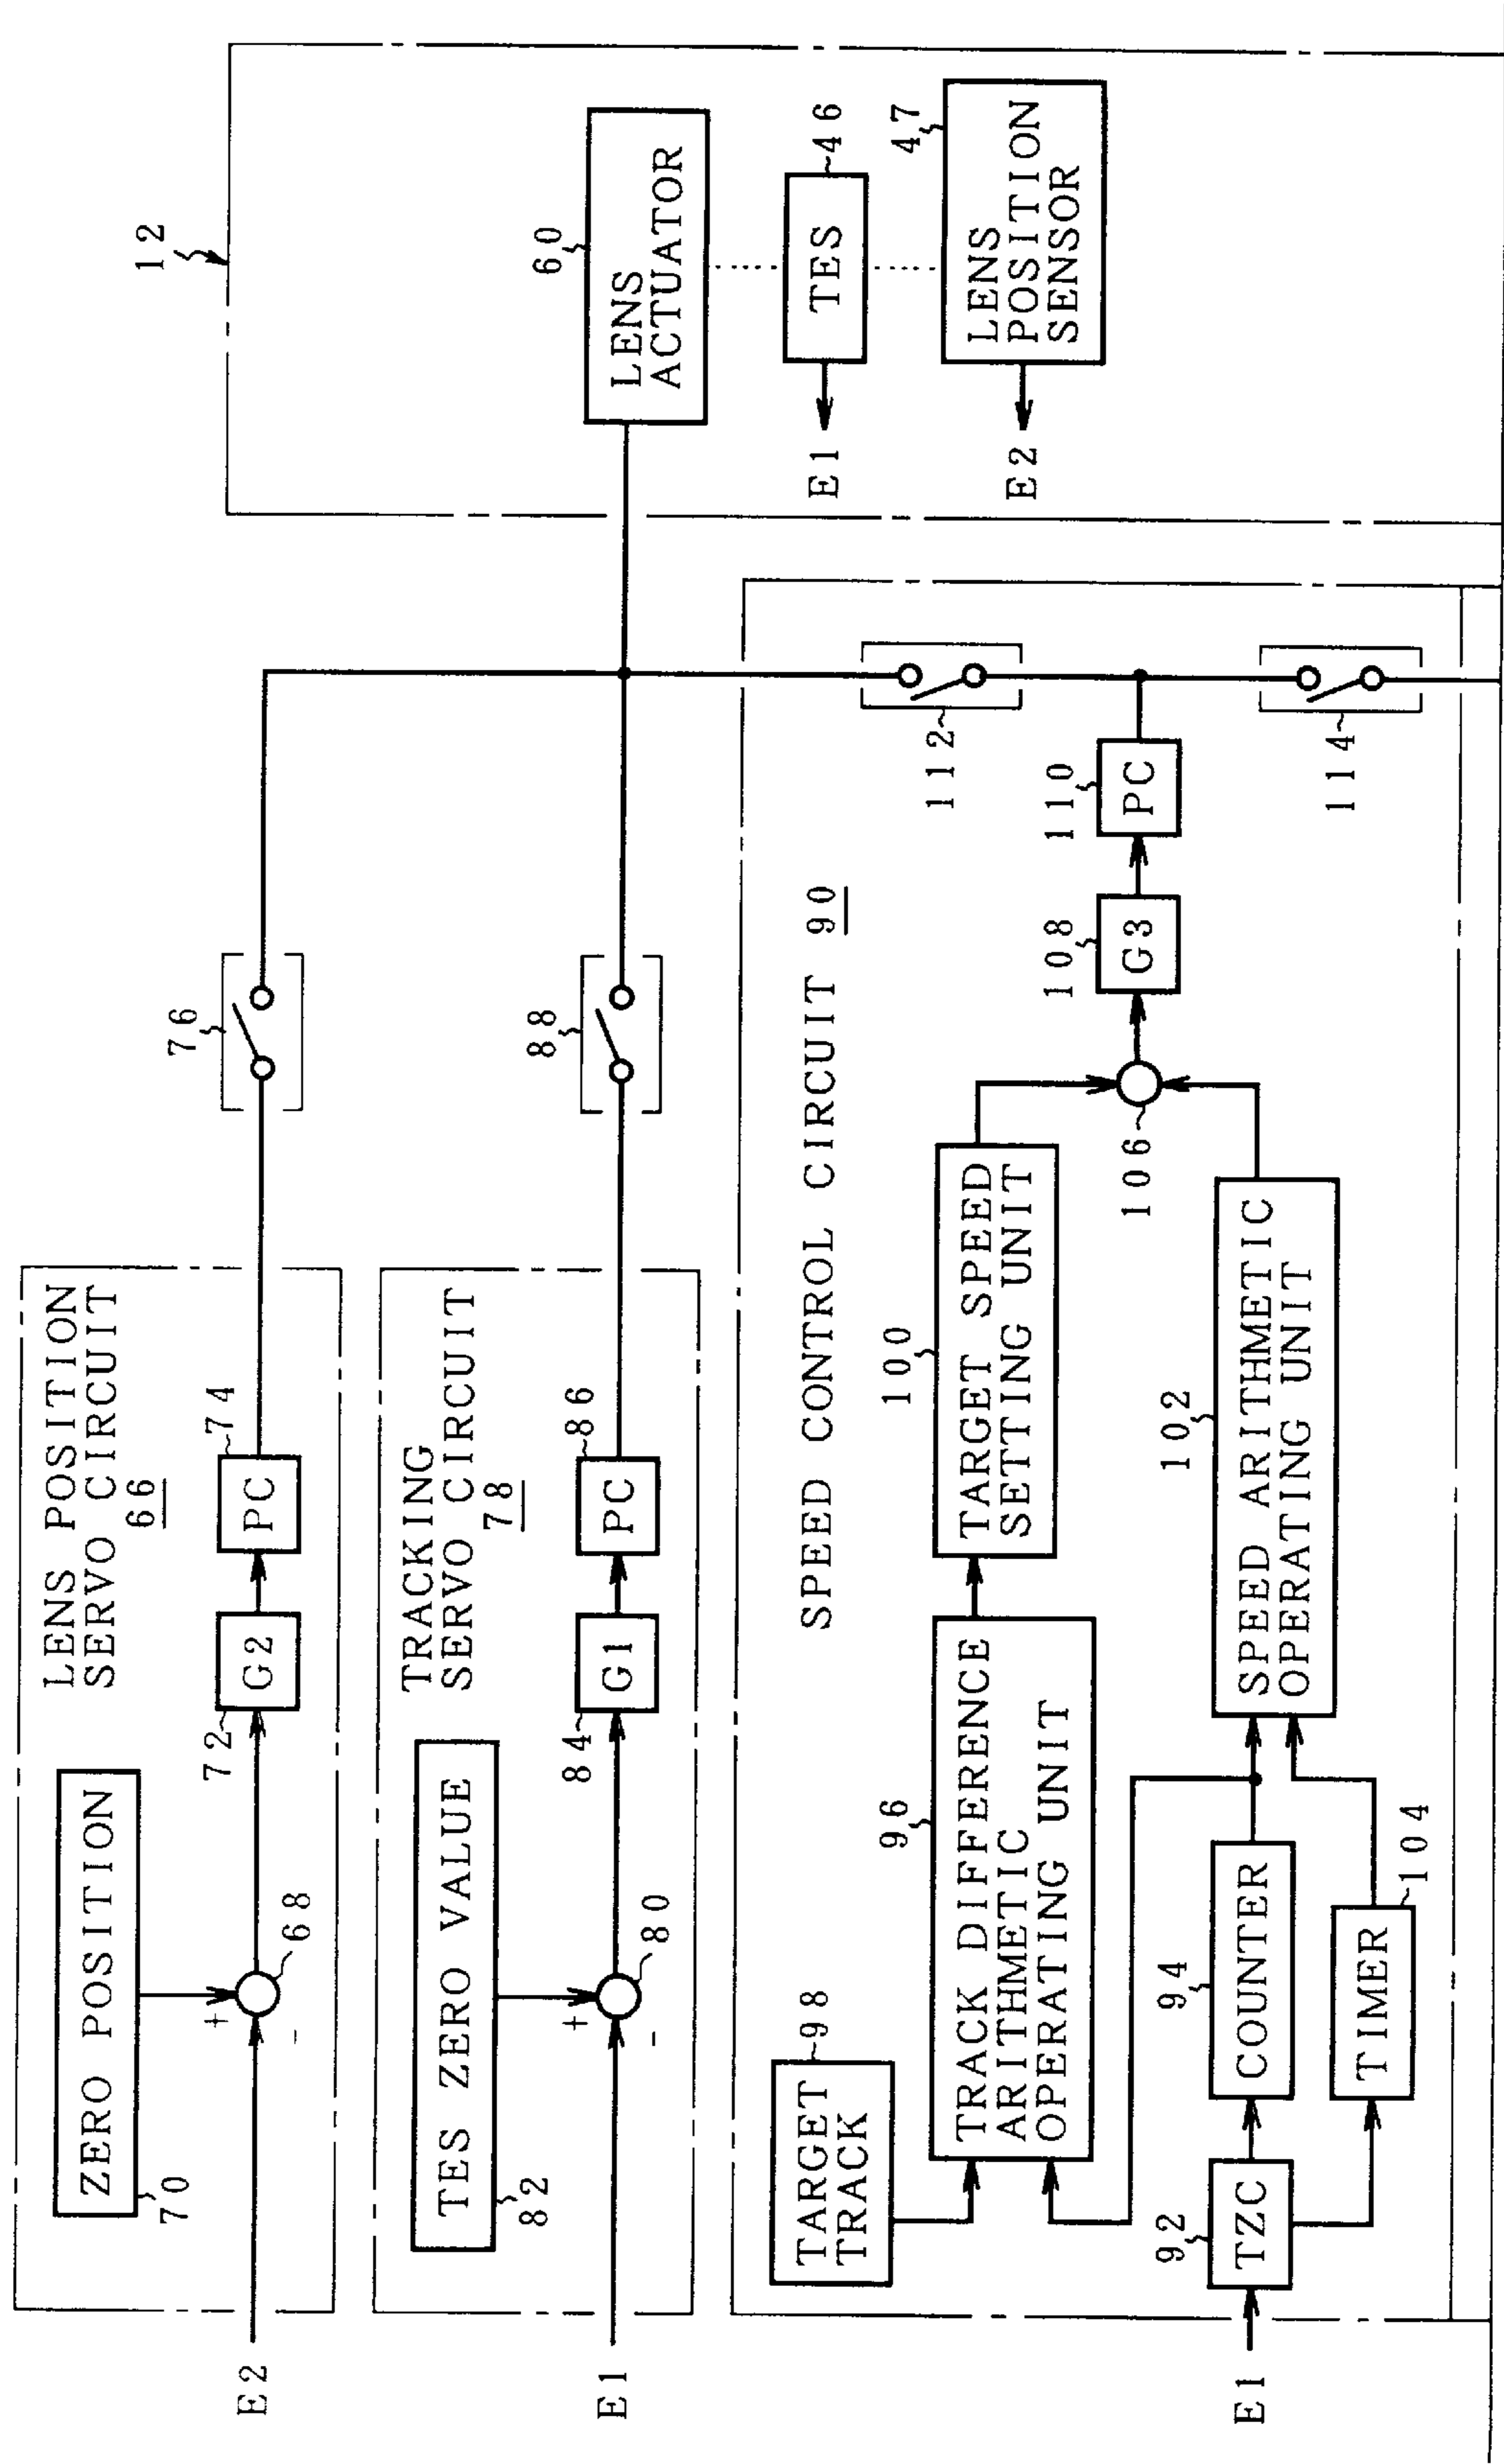 12
LENS POSITION
SERVO CIRCUIT
66
ZERO POSITION
70
E2
+
-
68
72
G2
74
PC
76
60
LENS
ACTUATOR
TRACKING
SERVO CIRCUIT
78
TES ZERO VALUE
82
E1
+
-
80
84
G1
86
PC
88
TES
46
E1
47
LENS
POSITION
SENSOR
E2
SPEED CONTROL CIRCUIT 90
TARGET
TRACK
98
96
TRACK DIFFERENCE
ARITHMETIC
OPERATING UNIT
100
TARGET SPEED
SETTING UNIT
106
108
G3
110
PC
112
114
E1
92
TZC
94
COUNTER
TIMER
104
102
SPEED ARITHMETIC
OPERATING UNIT